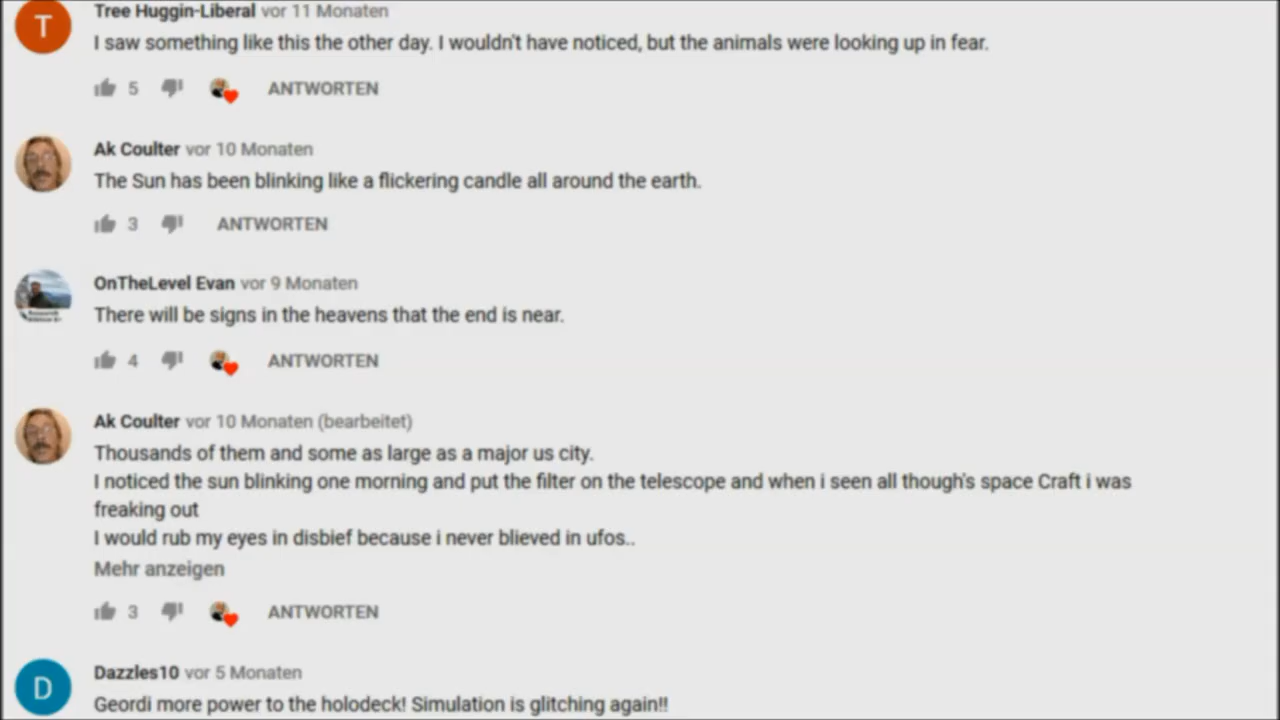 T
Tree Huggin-Liberal vor 11 Monaten
I saw something like this the other day. I wouldn't have noticed, but the animals were looking up in fear.
5 ANTWORTEN
Ak Coulter vor 10 Monaten
The Sun has been blinking like a flickering candle all around the earth.
3 ANTWORTEN
OnTheLevel Evan vor 9 Monaten
There will be signs in the heavens that the end is near.
4 ANTWORTEN
Ak Coulter vor 10 Monaten (bearbeitet)
Thousands of them and some as large as a major us city.
I noticed the sun blinking one morning and put the filter on the telescope and when i seen all though's space Craft i was
freaking out
I would rub my eyes in disbief because i never blieved in ufos..
Mehr anzeigen
3 ANTWORTEN
D
Dazzles10 vor 5 Monaten
Geordi more power to the holodeck! Simulation is glitching again!!